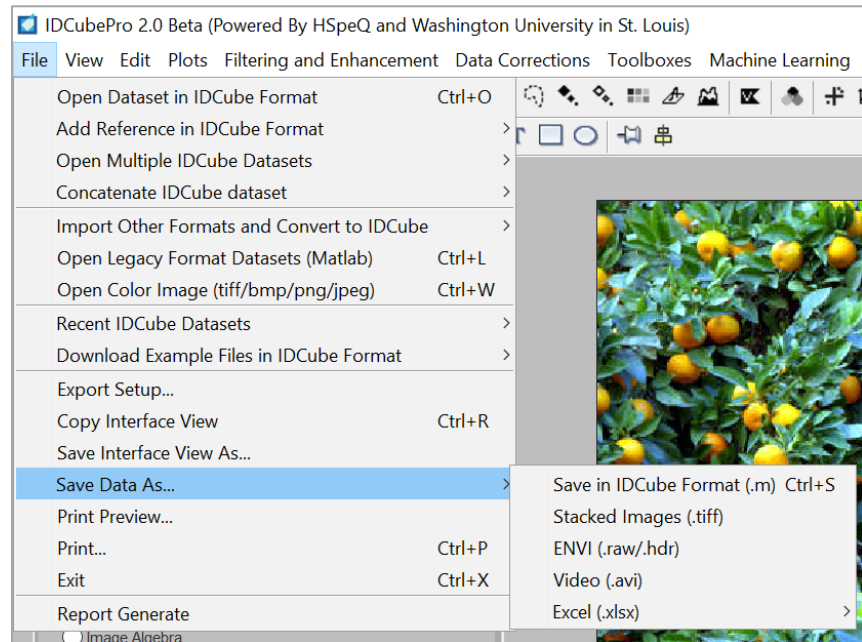 IDCubePro 2.0 Beta (Powered By HSpeQ and Washington University in St. Louis)
File View Edit Plots Filtering and Enhancement Data Corrections Toolboxes Machine Learning
Open Dataset in IDCube Format Ctrl+O
Add Reference in IDCube Format
Open Multiple IDCube Datasets
Concatenate IDCube dataset
Import Other Formats and Convert to IDCube
Open Legacy Format Datasets (Matlab) Ctrl+L
Open Color Image (tiff/bmp/png/jpeg) Ctrl+W
Recent IDCube Datasets
Download Example Files in IDCube Format
Export Setup...
Copy Interface View Ctrl+R
Save Interface View As...
Save Data As...
Save in IDCube Format (.m) Ctrl+S
Print Preview...
Stacked Images (.tiff)
Print... Ctrl+P
ENVI (.raw/.hdr)
Exit Ctrl+X
Video (.avi)
Report Generate
Excel (.xlsx)
Image Algebra